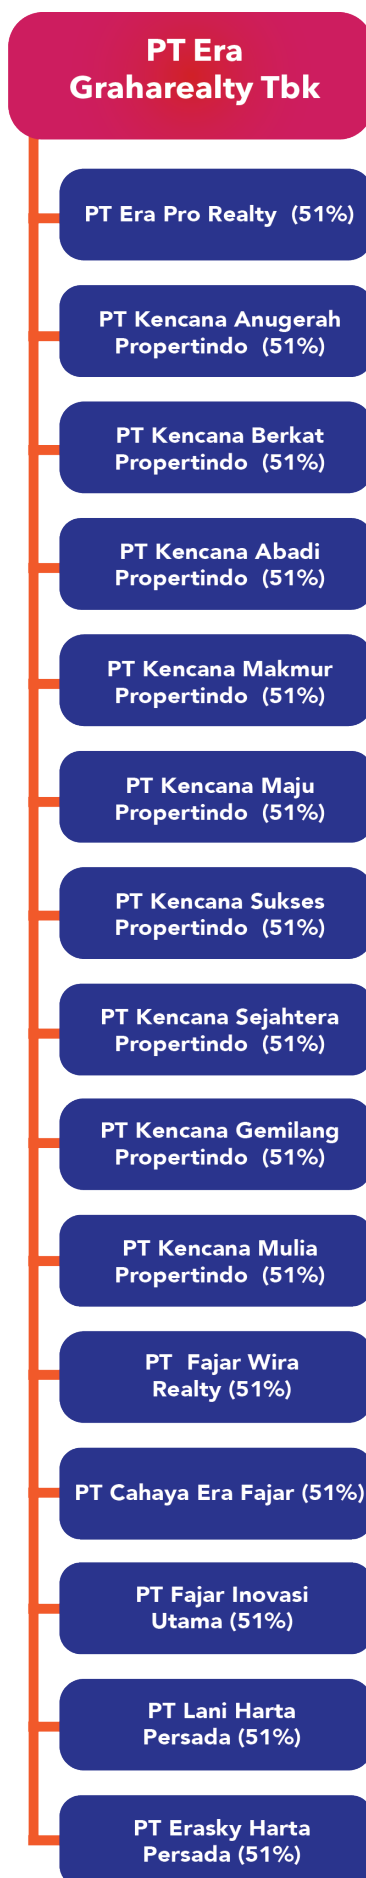 PT Era
Graharealty Tbk
PT Era Pro Realty  (51%)
PT Kencana Anugerah
Propertindo  (51%)
PT Kencana Berkat
Propertindo  (51%)
PT Kencana Abadi
Propertindo  (51%)
PT Kencana Makmur
Propertindo  (51%)
PT Kencana Maju
Propertindo  (51%)
PT Kencana Sukses
Propertindo  (51%)
PT Kencana Sejahtera
Propertindo  (51%)
PT Kencana Gemilang
Propertindo  (51%)
PT Kencana Mulia
Propertindo  (51%)
PT  Fajar Wira
Realty (51%)
PT Cahaya Era Fajar (51%)
PT Fajar Inovasi
Utama (51%)
PT Lani Harta
Persada (51%)
PT Erasky Harta
Persada (51%)